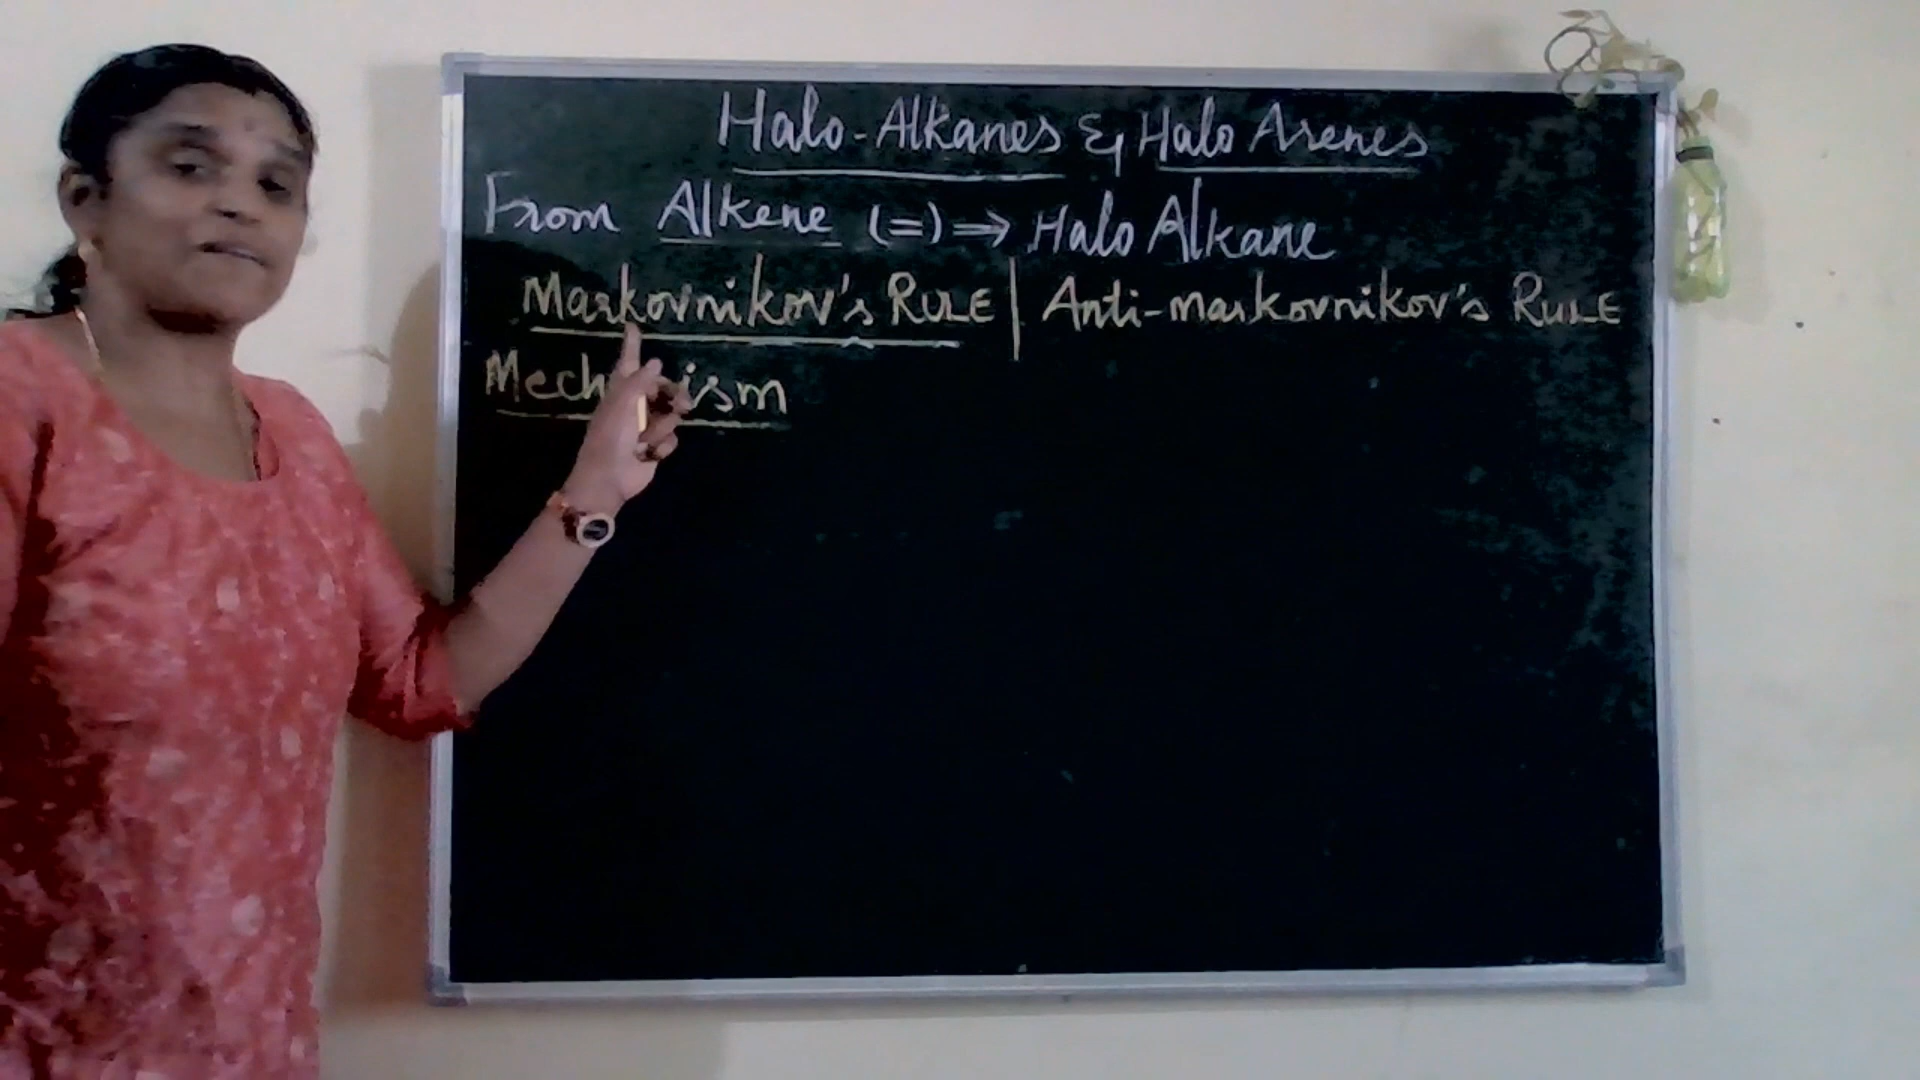 Halo-Alkanes & Halo Arenes
From Alkene (=) ⇒ Halo Alkane
Markovnikov's RULE | Anti-markovnikov's RULE
Mechanism